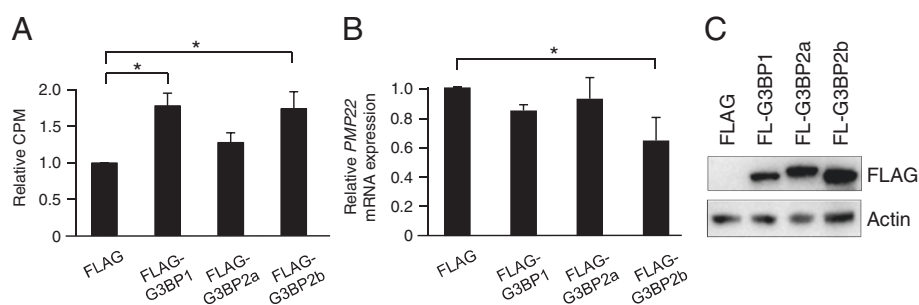 A
Relative CPM
2.0
1.5
1.0
0.5
0
*
*
FLAG
FLAG-
G3BP1
FLAG-
G3BP2a
FLAG-
G3BP2b
B
Relative PMP22
mRNA expression
1.0
0.8
0.6
0.4
0.2
0
*
FLAG
FLAG-G3BP1
FLAG-G3BP2a
FLAG-G3BP2b
C
FLAG
FL-G3BP1
FL-G3BP2a
FL-G3BP2b
FLAG
Actin